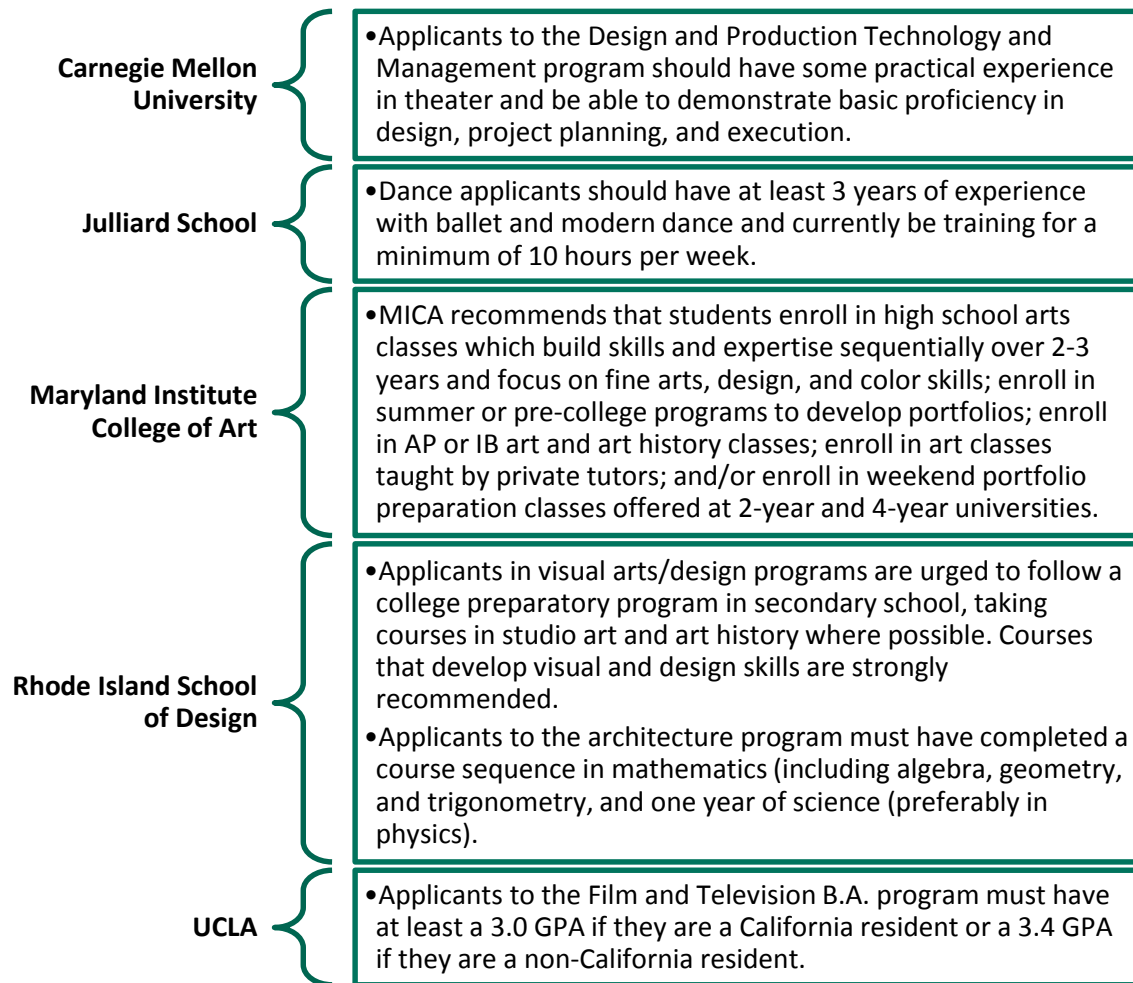 Carnegie Mellon
University
•Applicants to the Design and Production Technology and
Management program should have some practical experience
in theater and be able to demonstrate basic proficiency in
design, project planning, and execution.
Julliard School
•Dance applicants should have at least 3 years of experience
with ballet and modern dance and currently be training for a
minimum of 10 hours per week.
Maryland Institute
College of Art
•MICA recommends that students enroll in high school arts
classes which build skills and expertise sequentially over 2-3
years and focus on fine arts, design, and color skills; enroll in
summer or pre-college programs to develop portfolios; enroll
in AP or IB art and art history classes; enroll in art classes
taught by private tutors; and/or enroll in weekend portfolio
preparation classes offered at 2-year and 4-year universities.
Rhode Island School
of Design
•Applicants in visual arts/design programs are urged to follow a
college preparatory program in secondary school, taking
courses in studio art and art history where possible. Courses
that develop visual and design skills are strongly
recommended.
•Applicants to the architecture program must have completed a
course sequence in mathematics (including algebra, geometry,
and trigonometry, and one year of science (preferably in
physics).
UCLA
•Applicants to the Film and Television B.A. program must have
at least a 3.0 GPA if they are a California resident or a 3.4 GPA
if they are a non-California resident.